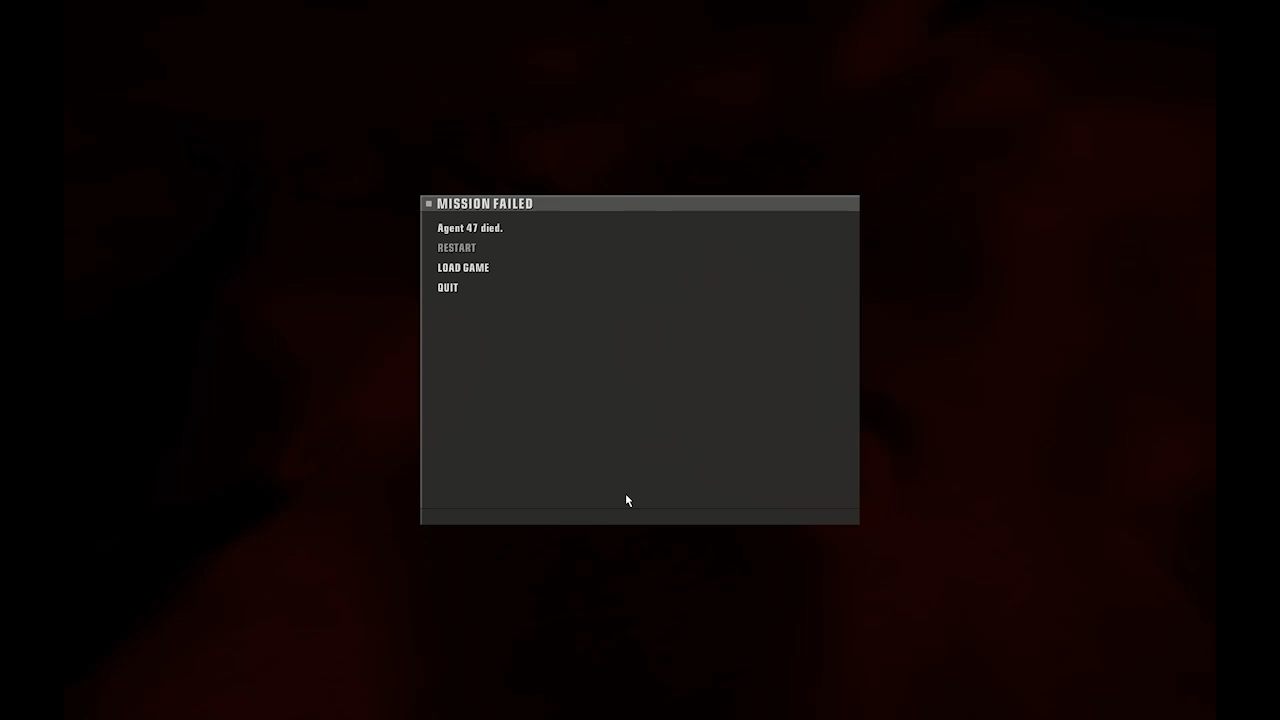 MISSION FAILED
Agent 47 died.
RESTART
LOAD GAME
QUIT